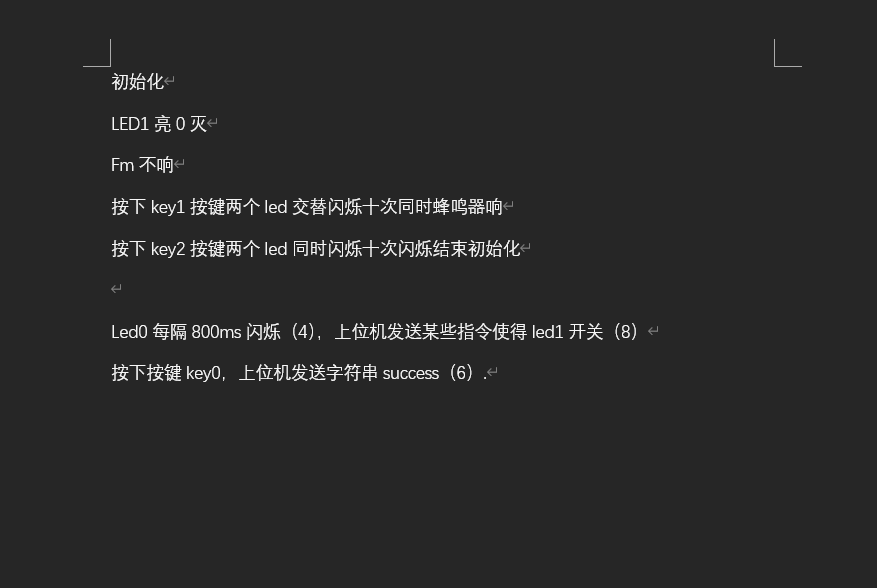 初始化
LED1 亮 0 灭
Fm 不响
按下 key1 按键两个 led 交替闪烁十次同时蜂鸣器响
按下 key2 按键两个 led 同时闪烁十次闪烁结束初始化
Led0 每隔 800ms 闪烁（4），上位机发送某些指令使得 led1 开关（8）
按下按键 key0，上位机发送字符串 success（6）.